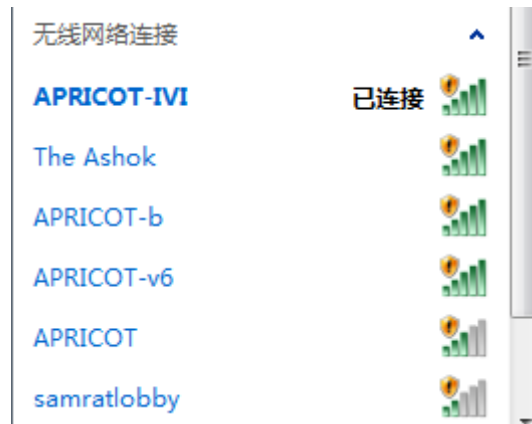 无线网络连接
APRICOT-IVI 已连接
The Ashok
APRICOT-b
APRICOT-v6
APRICOT
samratlobby